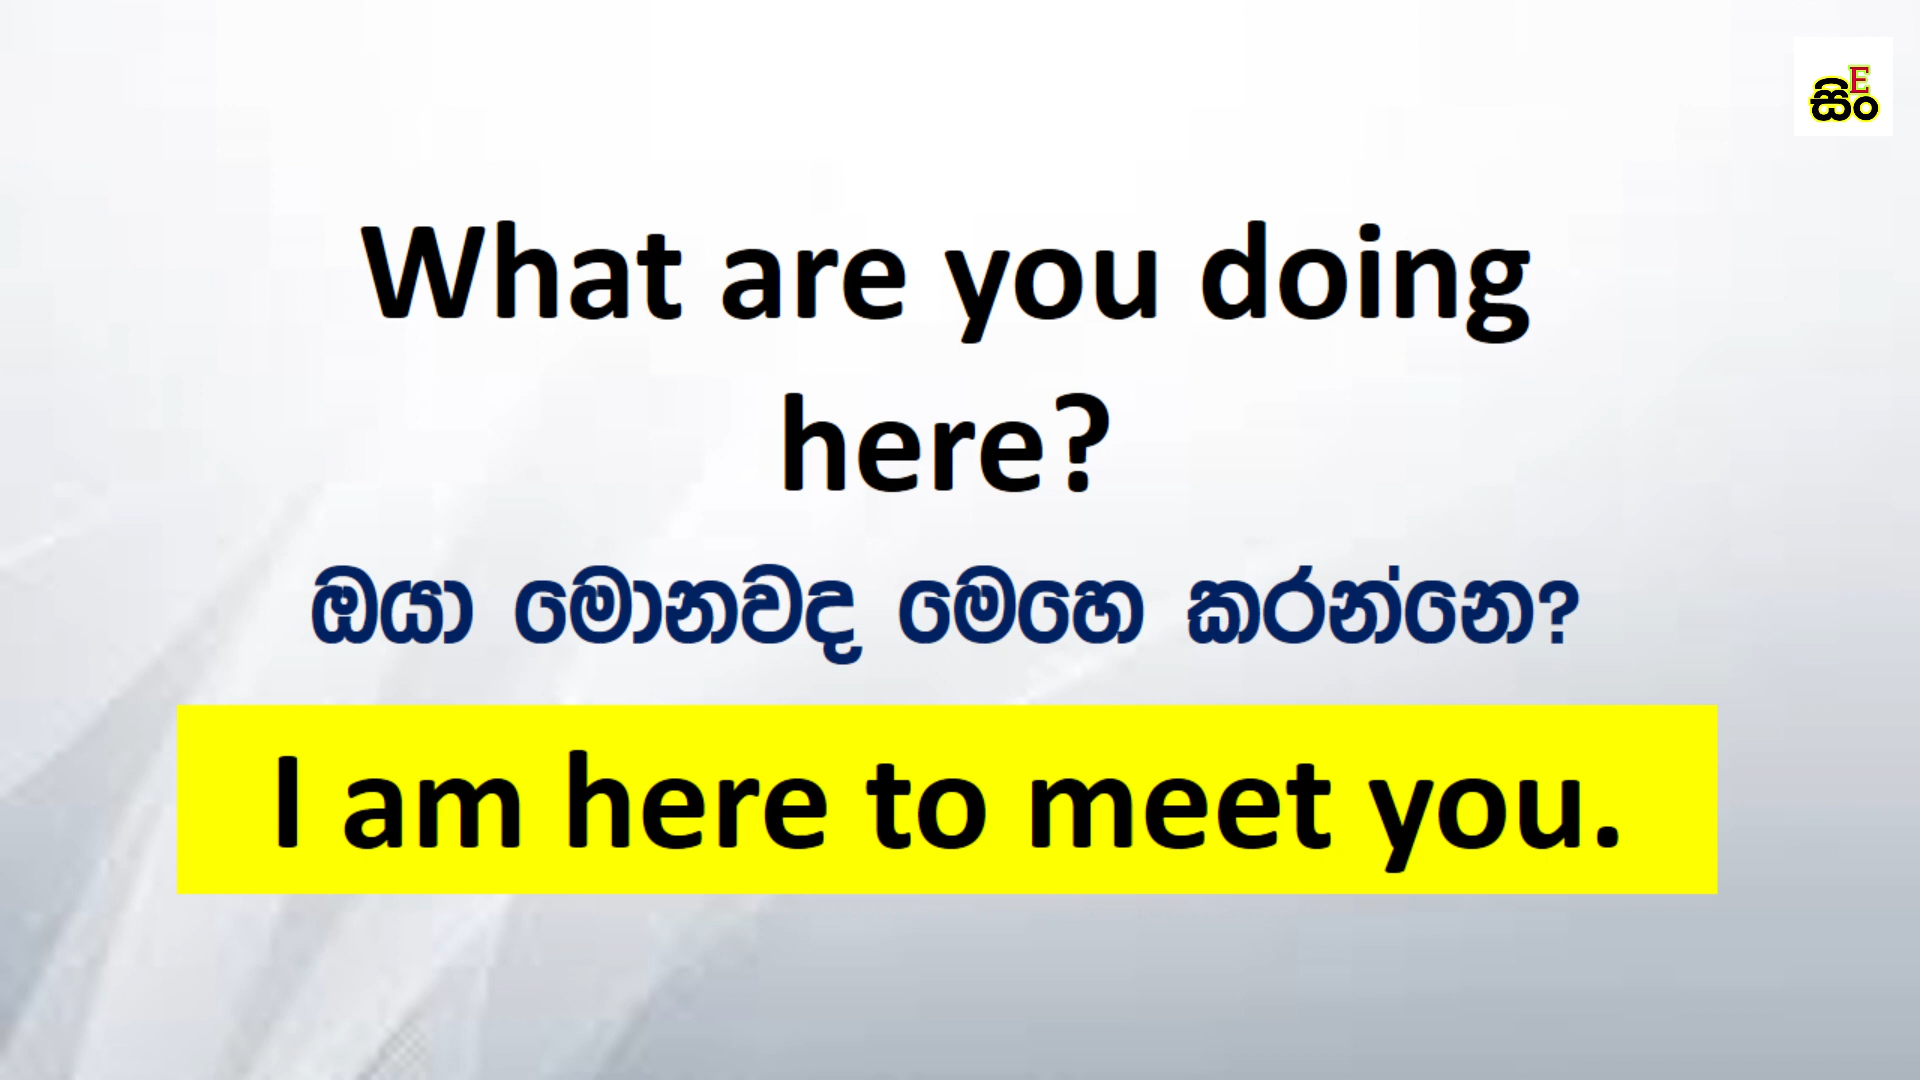 සිං E
What are you doing
here?
ඔයා මොනවද මෙහෙ කරන්නෙ?
I am here to meet you.